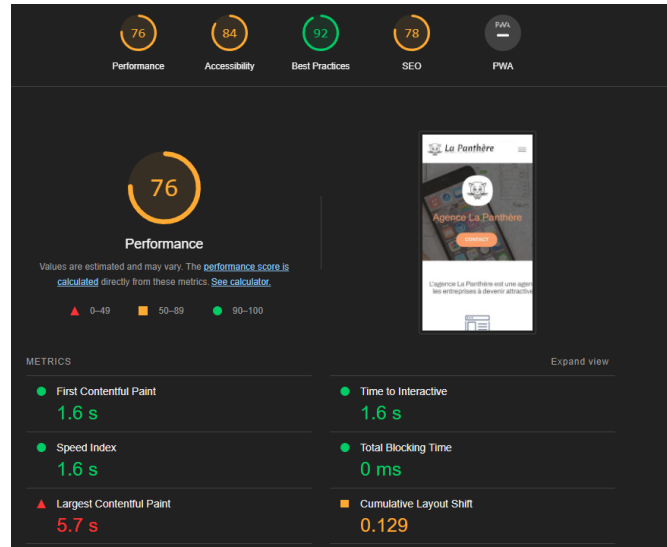 76
84
92
78
PWA
Performance
Accessibility
Best Practices
SEO
PWA
76
Performance
Values are estimated and may vary. The performance score is
calculated directly from these metrics. See calculator.
0–49
50–89
90–100
La Panthère
Agence La Panthère
CONTACT
L'agence La Panthère est une agen
les entreprises à devenir attractive
METRICS
Expand view
First Contentful Paint
1.6 s
Time to Interactive
1.6 s
Speed Index
1.6 s
Total Blocking Time
0 ms
Largest Contentful Paint
5.7 s
Cumulative Layout Shift
0.129